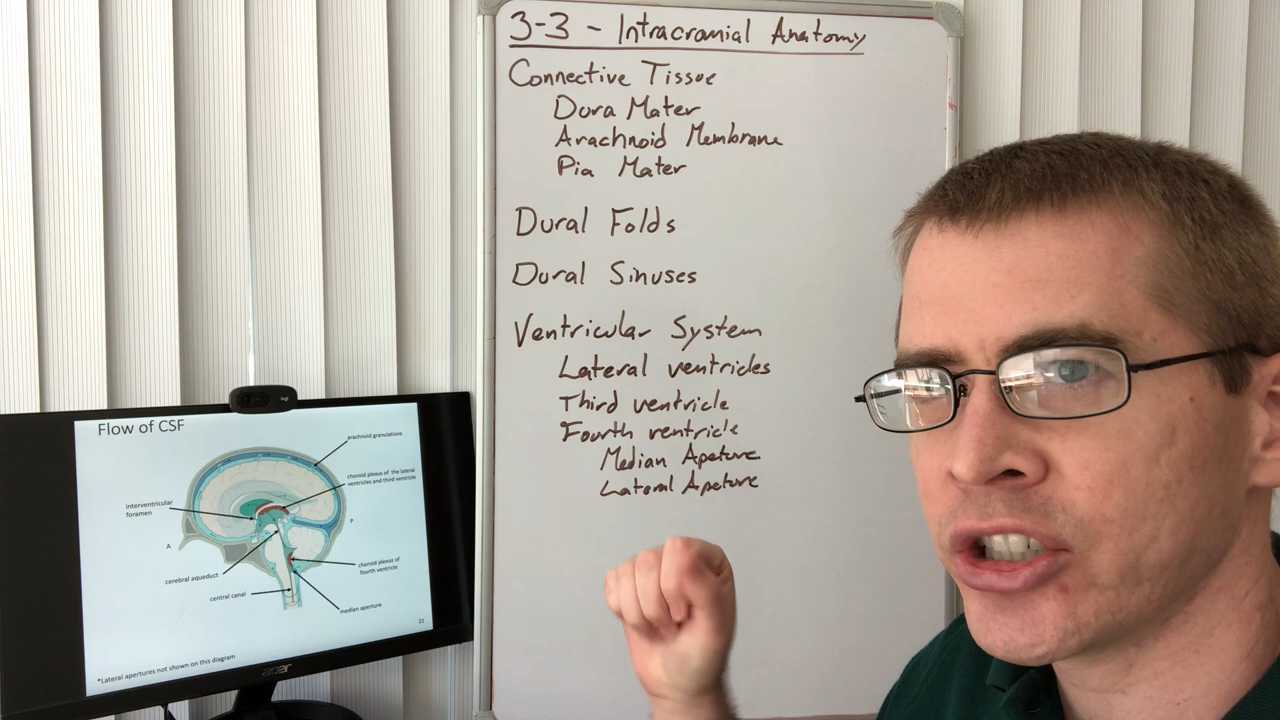 3-3 - Intracranial Anatomy
Connective Tissue
Dura Mater
Arachnoid Membrane
Pia Mater
Dural Folds
Dural Sinuses
Ventricular System
Lateral ventricles
Third ventricle
Fourth ventricle
Median Apeture
Lateral Apeture
Flow of CSF
arachnoid granulations
choroid plexus of the lateral
ventricles and third ventricle
interventricular
foramen
A
P
cerebral aqueduct
choroid plexus of
fourth ventricle
central canal
median aperture
21
*Lateral apertures not shown on this diagram
acer
logi